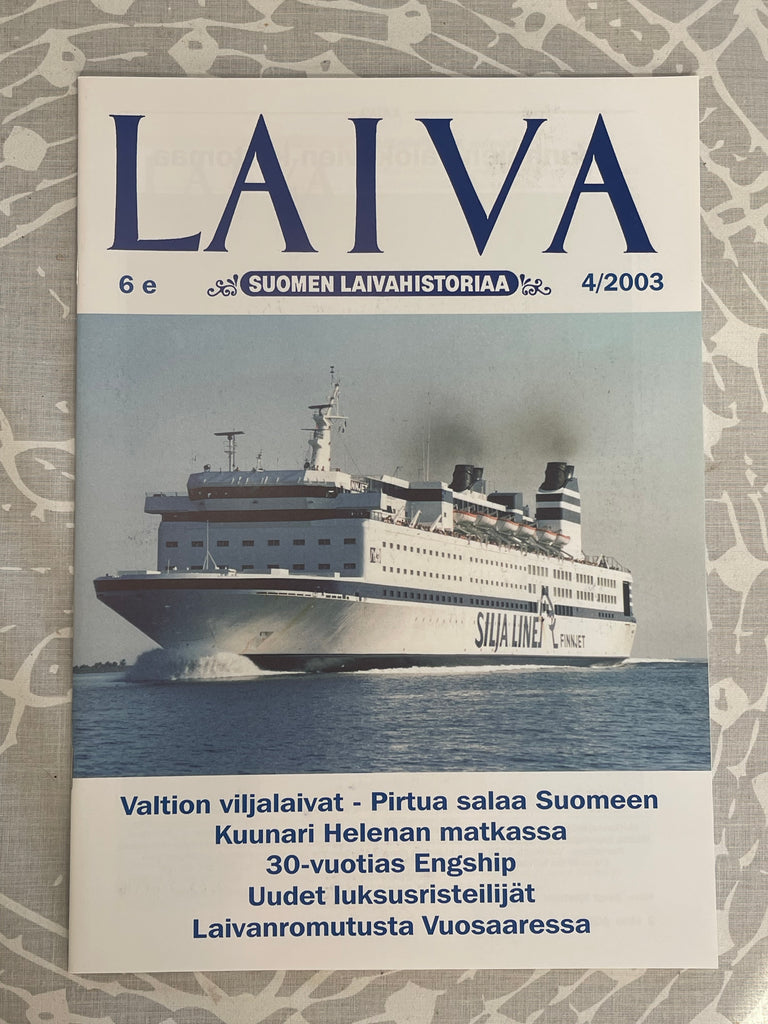 LAIVA
6 e SUOMEN LAIVAHISTORIAA 4/2003
FINNJET
SILJA LINE FINNJET
Valtion viljalaivat - Pirtua salaa Suomeen
Kuunari Helenan matkassa
30-vuotias Engship
Uudet luksusristeilijät
Laivanromutusta Vuosaaressa